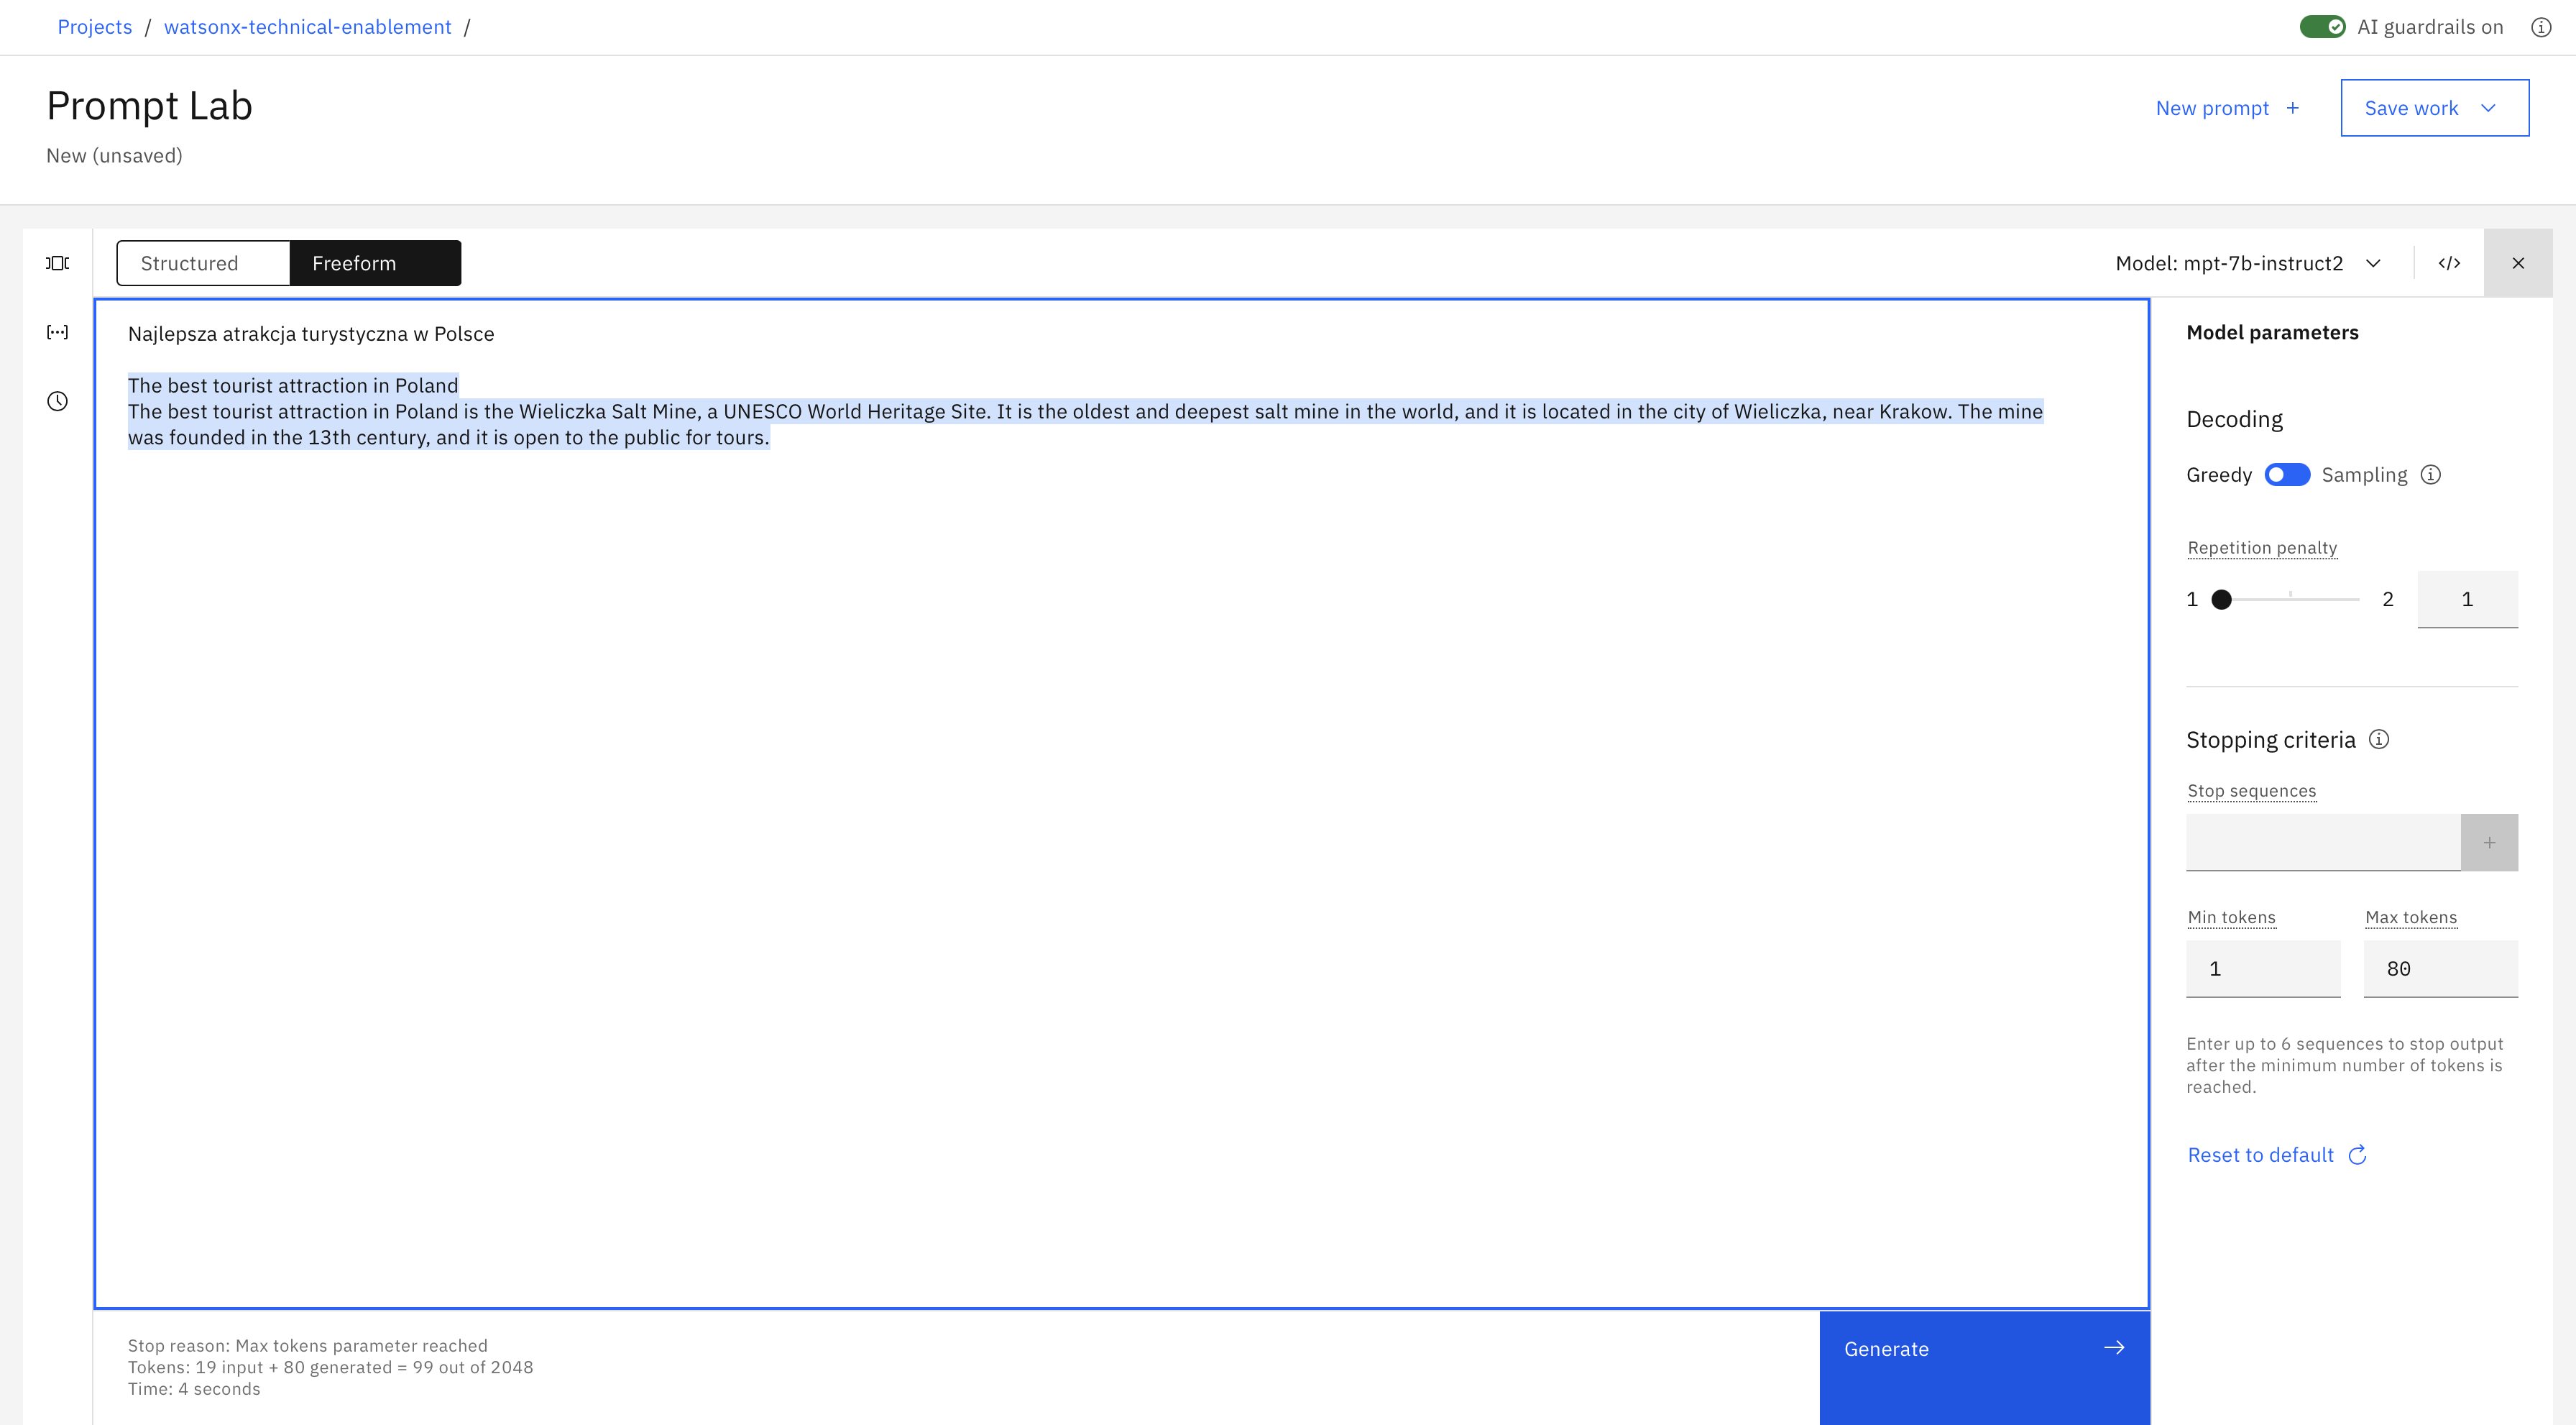 Projects / watsonx-technical-enablement /
AI guardrails on
Prompt Lab
New prompt +
Save work
New (unsaved)
Structured
Freeform
Model: mpt-7b-instruct2
</>
Najlepsza atrakcja turystyczna w Polsce
The best tourist attraction in Poland
The best tourist attraction in Poland is the Wieliczka Salt Mine, a UNESCO World Heritage Site. It is the oldest and deepest salt mine in the world, and it is located in the city of Wieliczka, near Krakow. The mine
was founded in the 13th century, and it is open to the public for tours.
Stop reason: Max tokens parameter reached
Tokens: 19 input + 80 generated = 99 out of 2048
Time: 4 seconds
Generate
Model parameters
Decoding
Greedy
Sampling
Repetition penalty
1
2
1
Stopping criteria
Stop sequences
+
Min tokens
Max tokens
1
80
Enter up to 6 sequences to stop output
after the minimum number of tokens is
reached.
Reset to default